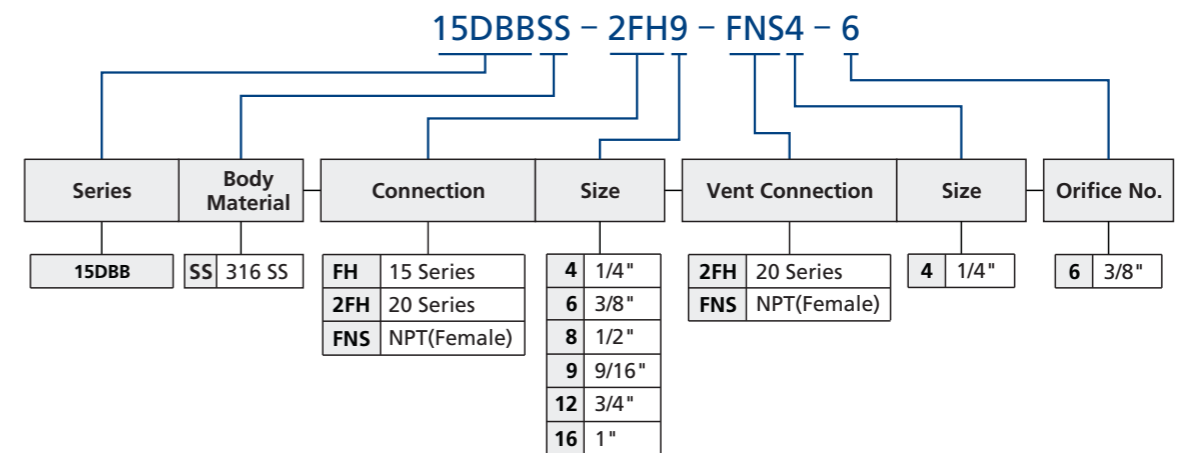 15DBBSS – 2FH9 – FNS4 – 6
Series
Body
Material
Connection
Size
Vent Connection
Size
Orifice No.
15DBB
SS 316 SS
FH 15 Series
2FH 20 Series
FNS NPT(Female)
4 1/4"
6 3/8"
8 1/2"
9 9/16"
12 3/4"
16 1"
2FH 20 Series
FNS NPT(Female)
4 1/4"
6 3/8"